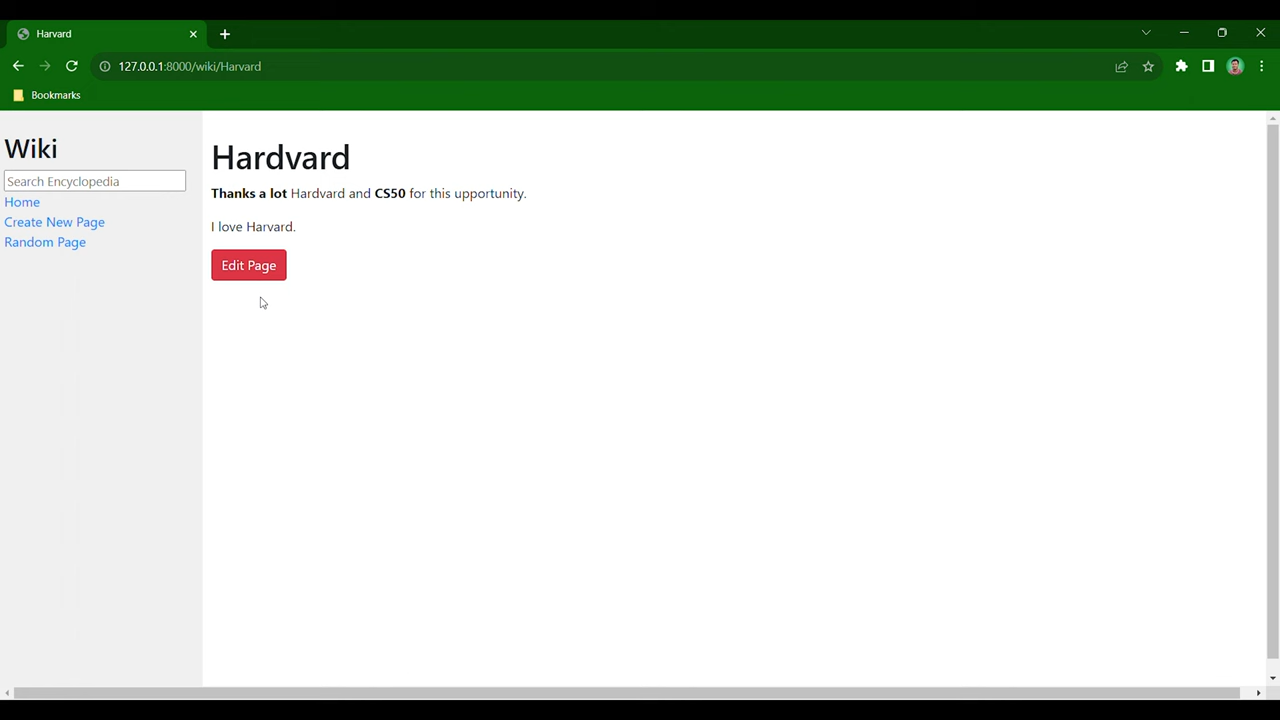 Harvard
127.0.0.1:8000/wiki/Harvard
Bookmarks
Wiki
Search Encyclopedia
Home
Create New Page
Random Page
Hardvard
Thanks a lot Hardvard and CS50 for this upportunity.
I love Harvard.
Edit Page